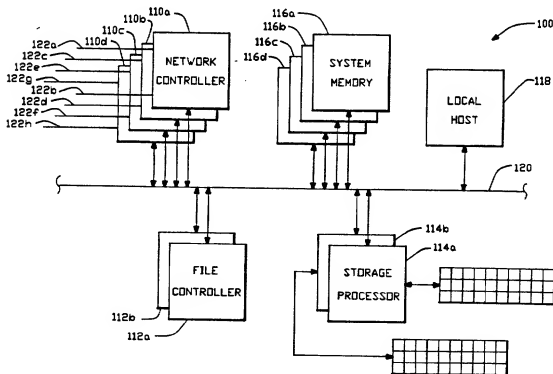 110a
110b
110c
110d
122a
122c
122e
122g
122b
122d
122f
122h
NETWORK
CONTROLLER
116a
116b
116c
116d
SYSTEM
MEMORY
100
118
LOCAL
HOST
120
114b
114a
FILE
CONTROLLER
STORAGE
PROCESSOR
112b
112a